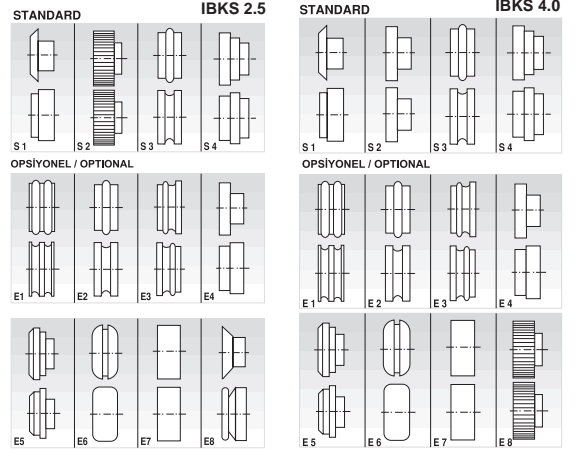 IBKS 2.5
STANDARD
S 1
S 2
S 3
S 4
OPSİYONEL / OPTIONAL
E1
E2
E3
E4
E5
E6
E7
E8
IBKS 4.0
STANDARD
S 1
S 2
S 3
S 4
OPSİYONEL / OPTIONAL
E 1
E 2
E 3
E 4
E 5
E 6
E 7
E 8